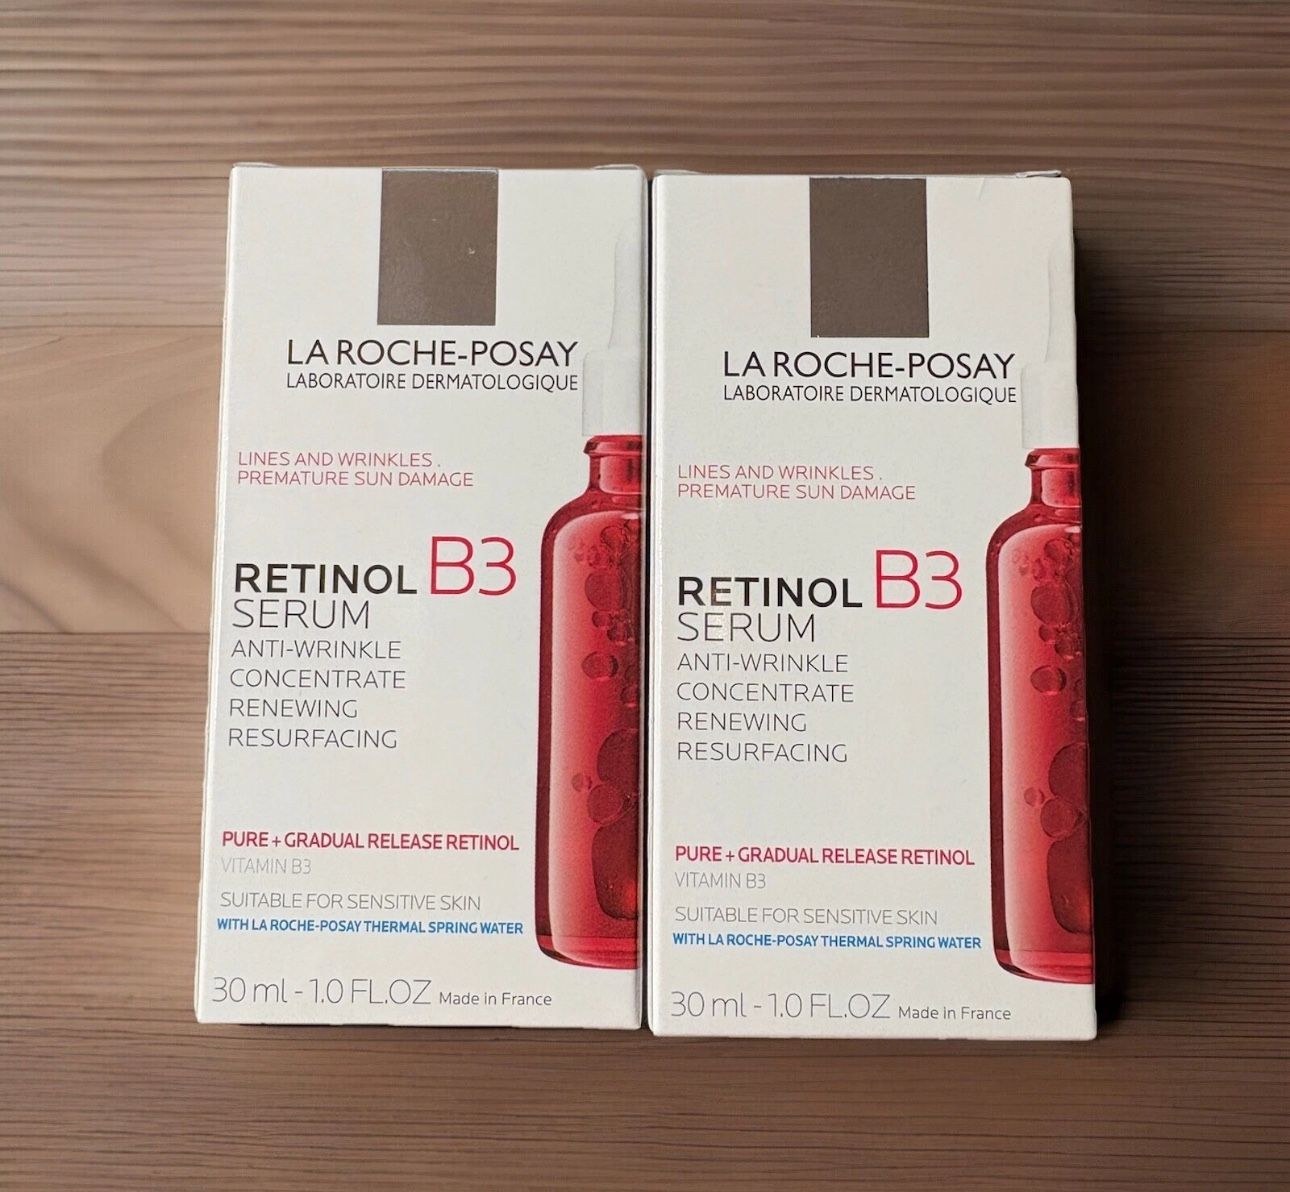 LA ROCHE-POSAY
LABORATOIRE DERMATOLOGIQUE
LINES AND WRINKLES .
PREMATURE SUN DAMAGE
RETINOL B3
SERUM
ANTI-WRINKLE
CONCENTRATE
RENEWING
RESURFACING
PURE + GRADUAL RELEASE RETINOL
VITAMIN B3
SUITABLE FOR SENSITIVE SKIN
WITH LA ROCHE-POSAY THERMAL SPRING WATER
30 ml - 1.0 FL.OZ Made in France
LA ROCHE-POSAY
LABORATOIRE DERMATOLOGIQUE
LINES AND WRINKLES .
PREMATURE SUN DAMAGE
RETINOL B3
SERUM
ANTI-WRINKLE
CONCENTRATE
RENEWING
RESURFACING
PURE + GRADUAL RELEASE RETINOL
VITAMIN B3
SUITABLE FOR SENSITIVE SKIN
WITH LA ROCHE-POSAY THERMAL SPRING WATER
30 ml - 1.0 FL.OZ Made in France